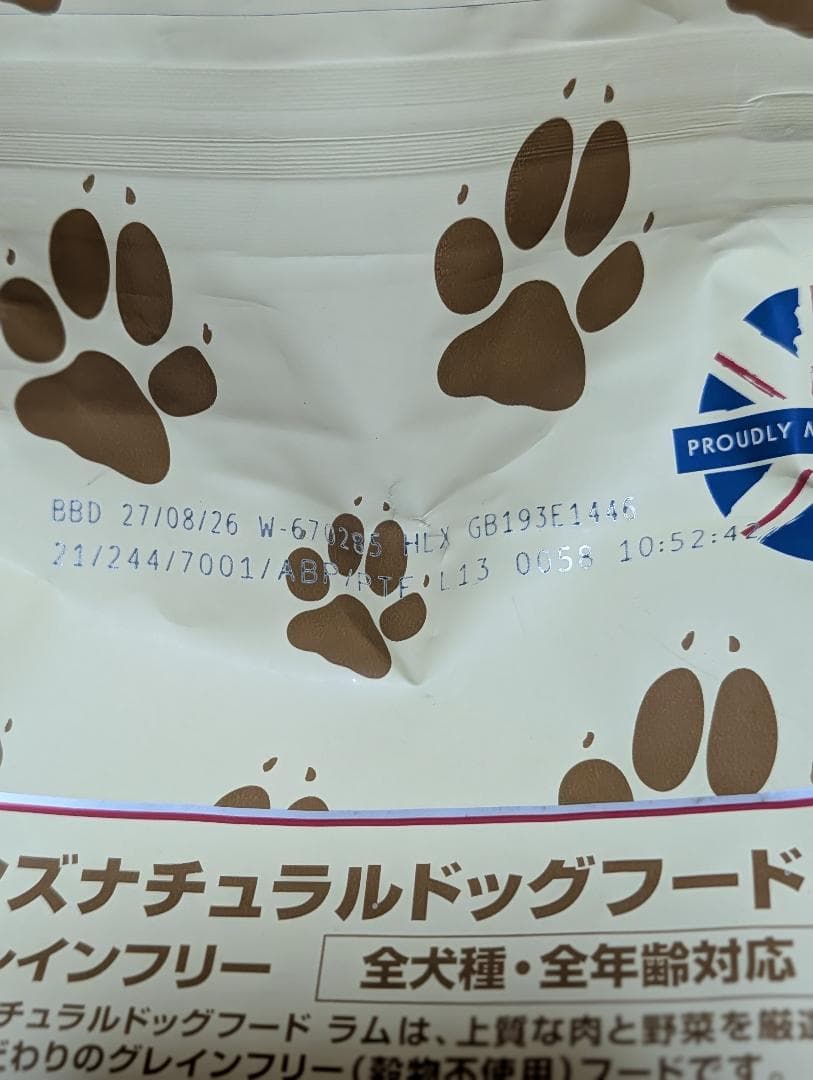 PROUDLY
BBD 27/08/26 W-670285 HLX GB193E1446
21/244/7001/ABP/PTF L13 0058 10:52:42
ズナチュラルドッグフード
レインフリー
全犬種・全年齢対応
チュラルドッグフード ラムは、上質な肉と野菜を厳選
だわりのグレインフリー(穀物不使用)フードです。